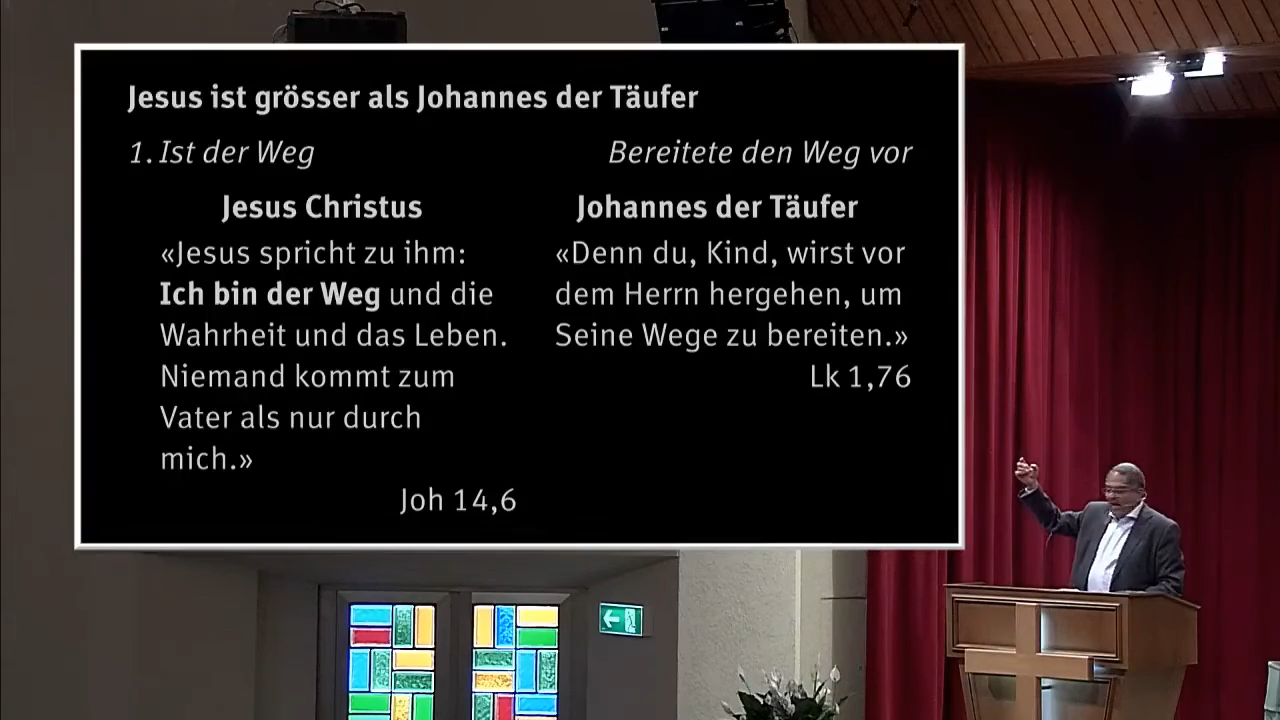 Jesus ist grösser als Johannes der Täufer
1. Ist der Weg
Bereitete den Weg vor
Jesus Christus
«Jesus spricht zu ihm:
Ich bin der Weg und die
Wahrheit und das Leben.
Niemand kommt zum
Vater als nur durch
mich.»
Joh 14,6
Johannes der Täufer
«Denn du, Kind, wirst vor
dem Herrn hergehen, um
Seine Wege zu bereiten.»
Lk 1,76